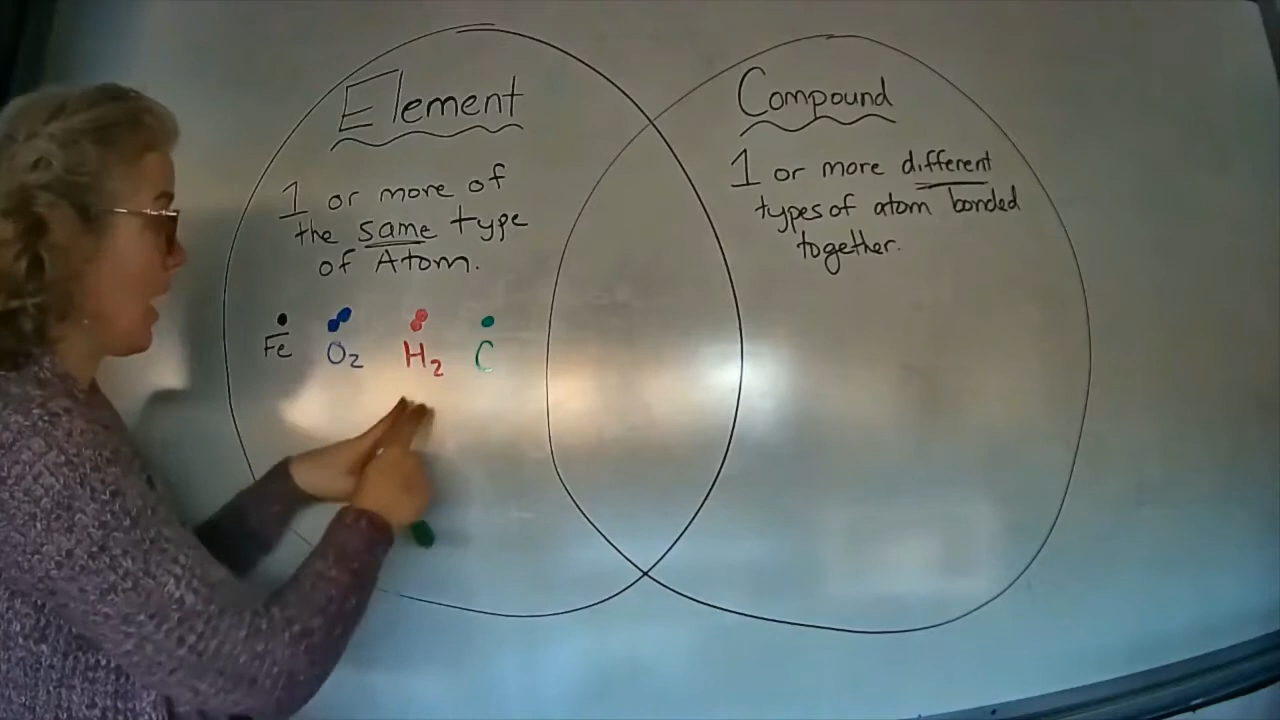 Element
1 or more of
the same type
of Atom.
Fe O₂ H₂ C
Compound
1 or more different
types of atom bonded
together.